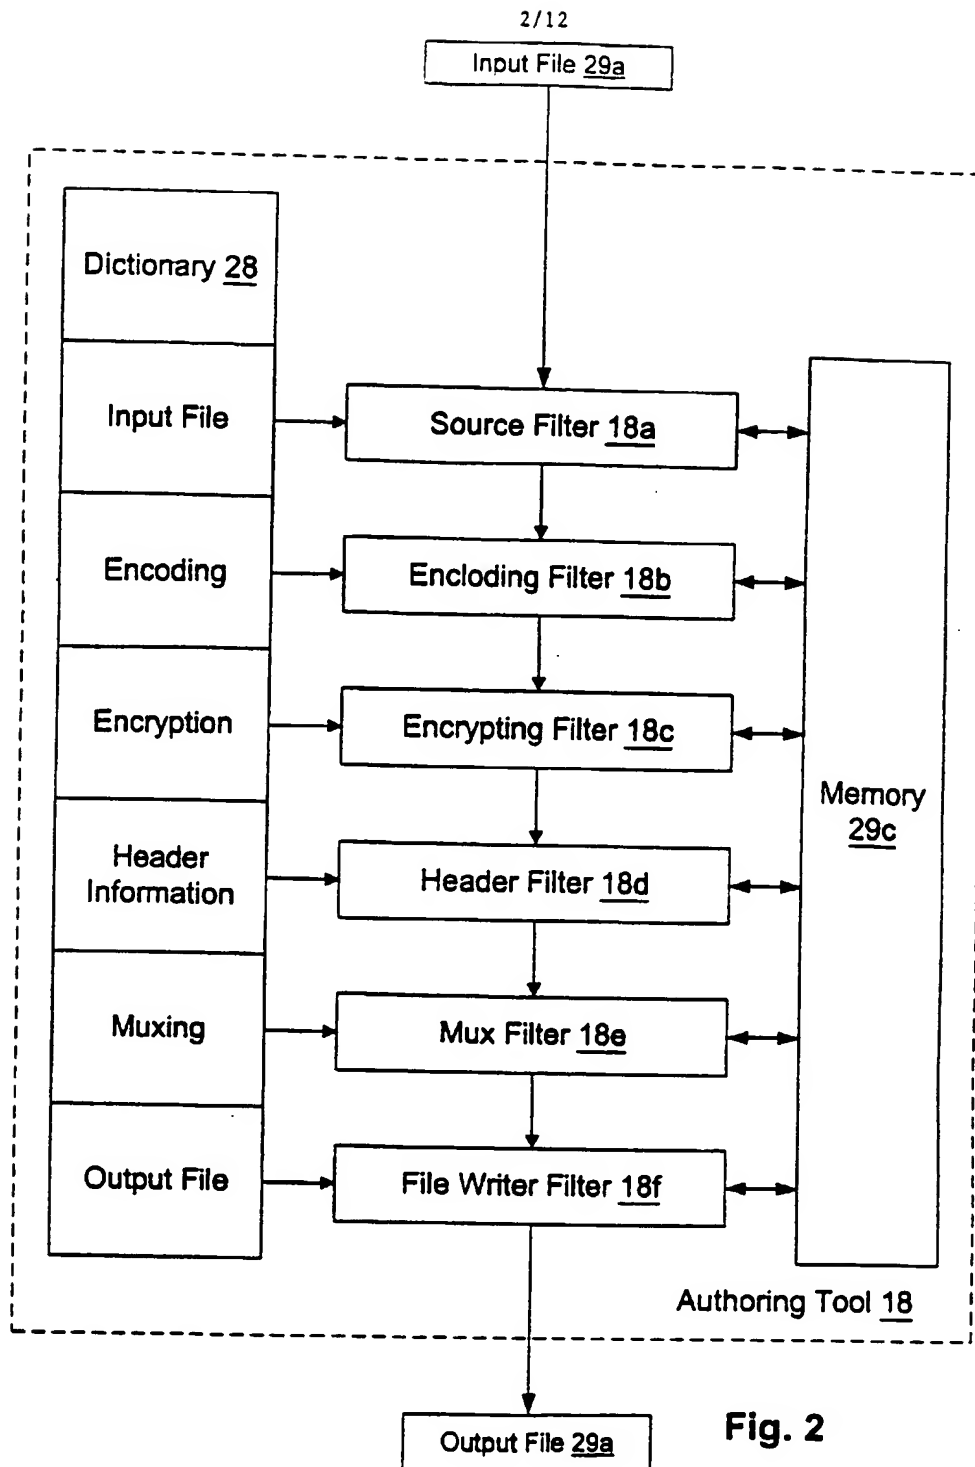 2/12
Input File 29a
Dictionary 28
Input File
Source Filter 18a
Encoding
Encloding Filter 18b
Encryption
Encrypting Filter 18c
Memory
29c
Header
Information
Header Filter 18d
Muxing
Mux Filter 18e
Output File
File Writer Filter 18f
Authoring Tool 18
Output File 29a
Fig. 2